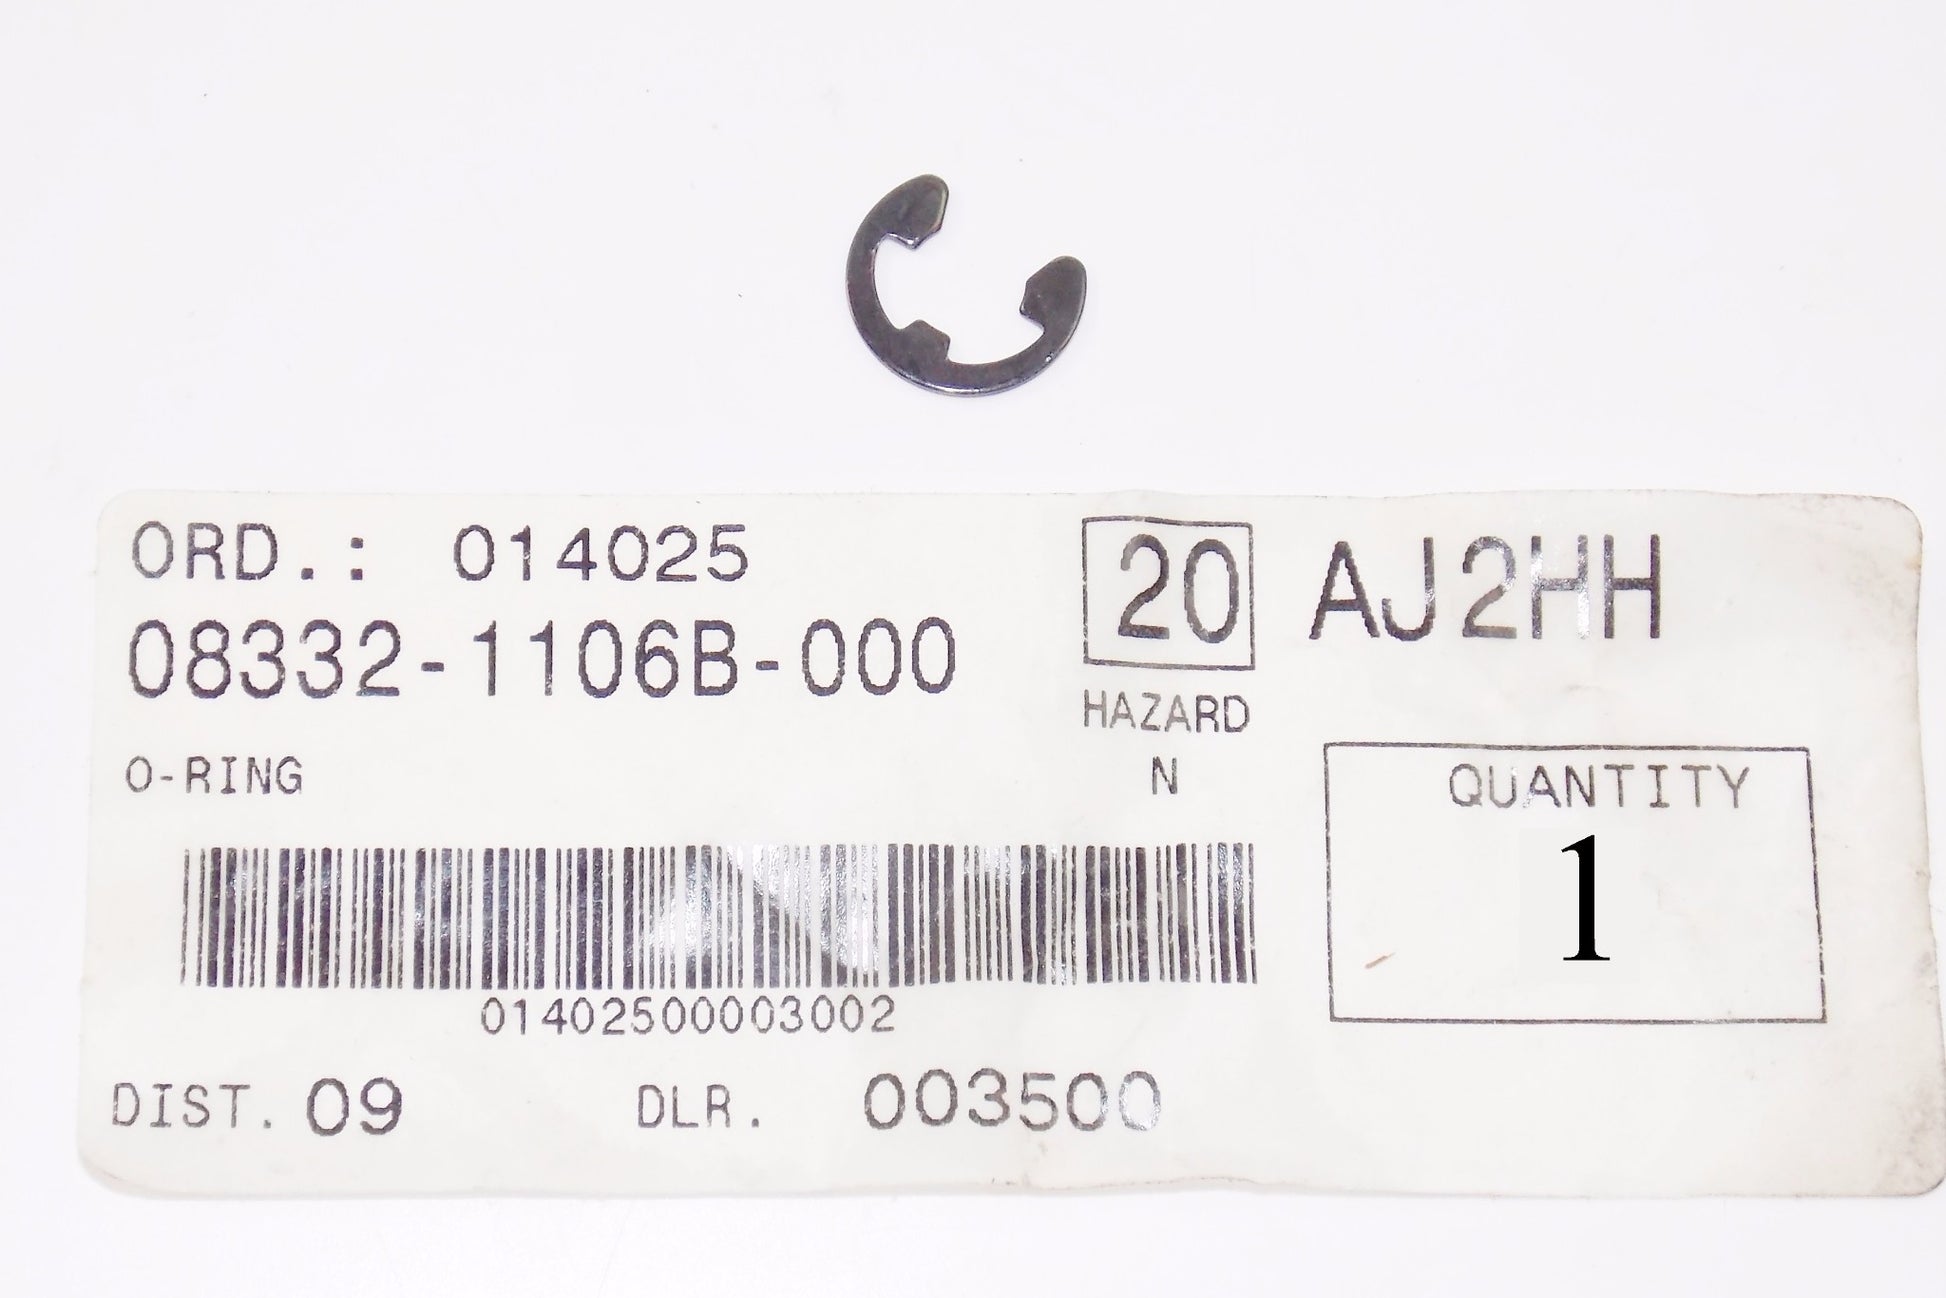 ORD.: 014025
08332-1106B-000
O-RING
20 AJ2HH
HAZARD
N
QUANTITY
1
01402500003002
DIST. 09 DLR. 003500